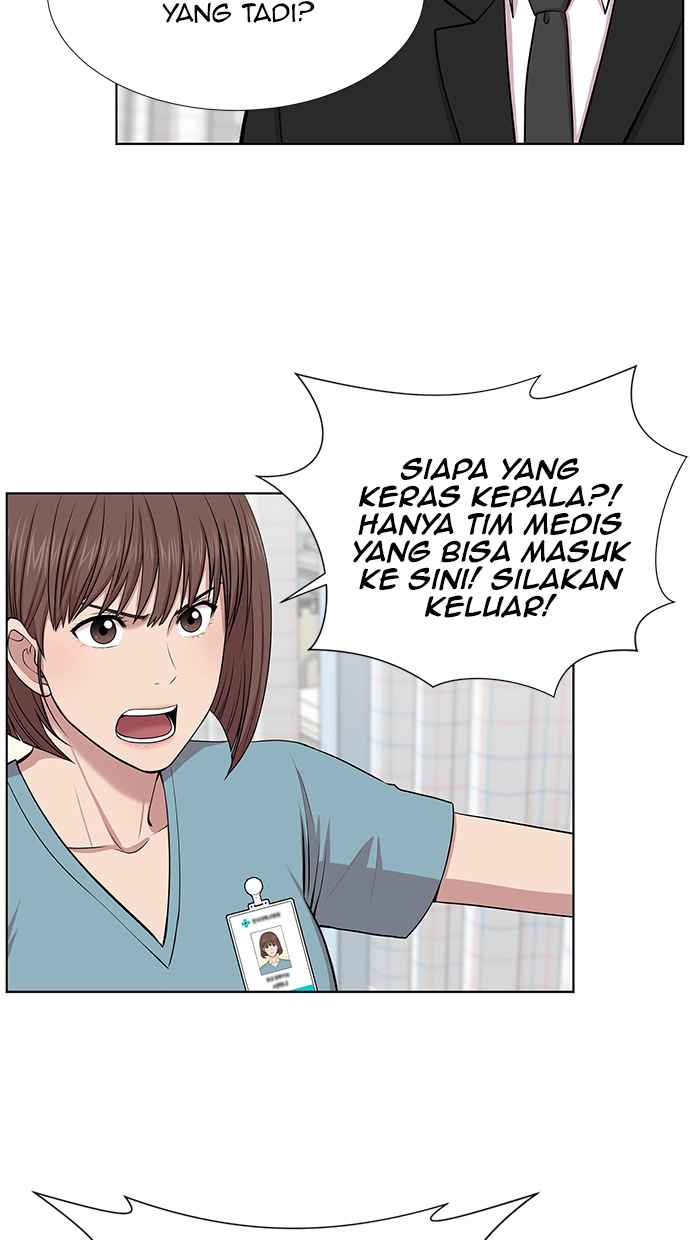 YANG TADI?
SIAPA YANG
KERAS KEPALA?!
HANYA TIM MEDIS
YANG BISA MASUK
KE SINI! SILAKAN
KELUAR!